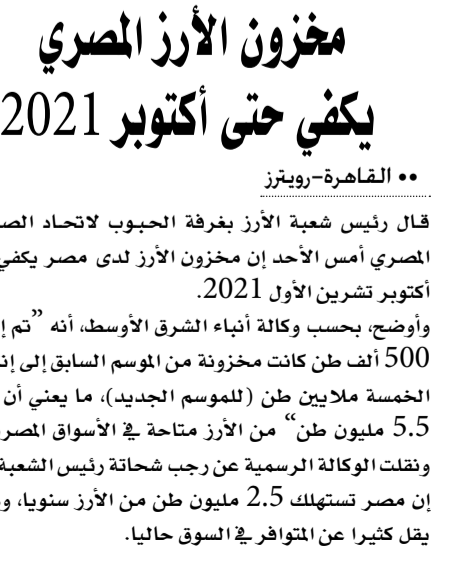 مخزون الأرز المصري
يكفي حتى أكتوبر 2021
•• القاهرة-رويترز
قال رئيس شعبة الأرز بغرفة الحبوب لاتحاد
المصري أمس الأحد إن مخزون الأرز لدى مصر يكفي
أكتوبر تشرين الأول 2021.
وأوضح، بحسب وكالة أنباء الشرق الأوسط، أنه ”تم
500 ألف طن كانت مخزونة من الموسم السابق إلى
الخمسة ملايين طن (للموسم الجديد)، ما يعني أن
5.5 مليون طن“ من الأرز متاحة في الأسواق
ونقلت الوكالة الرسمية عن رجب شحاتة رئيس الشعبة
إن مصر تستهلك 2.5 مليون طن من الأرز سنويا،
يقل كثيرا عن المتوافر في السوق حاليا.